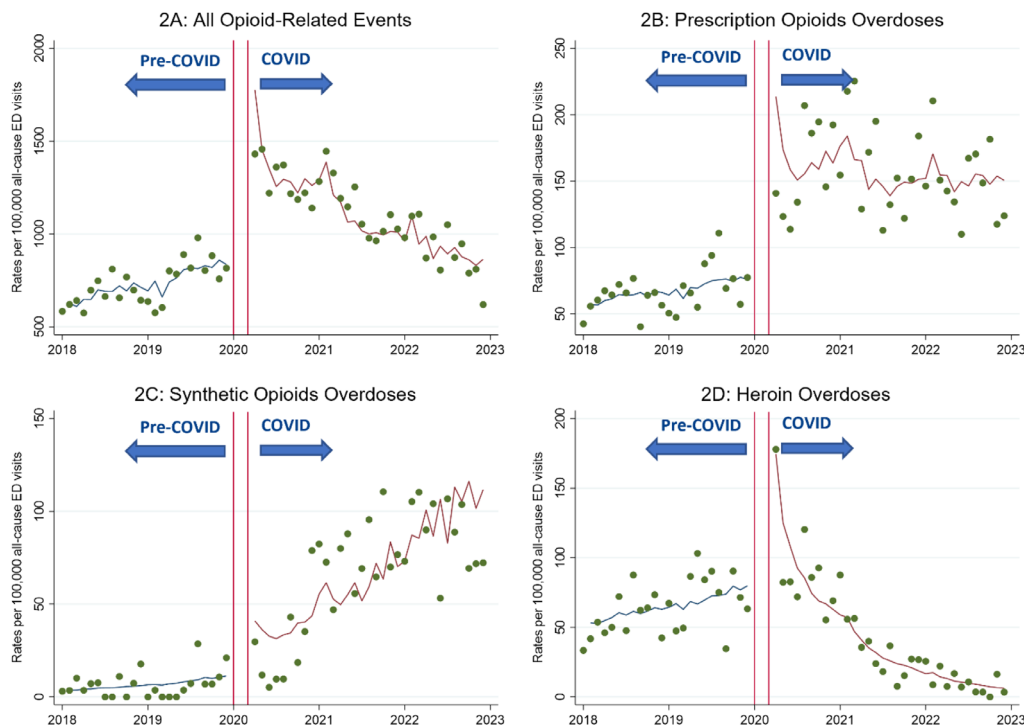 2A: All Opioid-Related Events
Rates per 100,000 all-cause ED visits
2000
1500
1000
500
Pre-COVID
COVID
2018
2019
2020
2021
2022
2023
2B: Prescription Opioids Overdoses
Rates per 100,000 all-cause ED visits
250
200
150
100
50
Pre-COVID
COVID
2018
2019
2020
2021
2022
2023
2C: Synthetic Opioids Overdoses
Rates per 100,000 all-cause ED visits
150
100
50
0
Pre-COVID
COVID
2018
2019
2020
2021
2022
2023
2D: Heroin Overdoses
Rates per 100,000 all-cause ED visits
200
150
100
50
0
Pre-COVID
COVID
2018
2019
2020
2021
2022